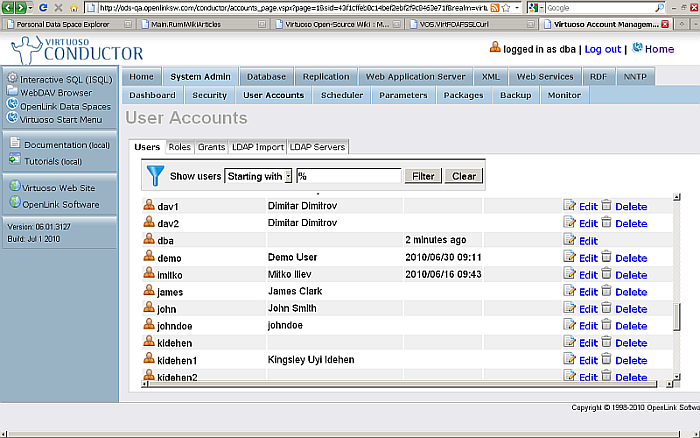 http://ods-qa.openlinksw.com/conductor/accounts_page.vspx?page=1&sid=43f1cffeb0c14bef2ebf2f9c0463e71f&realm=virtu
Google
Personal Data Space Explorer Main.RumiWikiArticles Virtuoso Open-Source Wiki : M... VOS.VirtFOAFSSLCurl Virtuoso Account Managem...
VIRTUOSO
CONDUCTOR
logged in as dba | Log out | Home
Interactive SQL (ISQL)
WebDAV Browser
OpenLink Data Spaces
Virtuoso Start Menu
Documentation (local)
Tutorials (local)
Virtuoso Web Site
OpenLink Software
Version: 06.01.3127
Build: Jul 1 2010
Home System Admin Database Replication Web Application Server XML Web Services RDF NNTP
Dashboard Security User Accounts Scheduler Parameters Packages Backup Monitor
User Accounts
Users Roles Grants LDAP Import LDAP Servers
Show users Starting with % Filter Clear
dav1 Dimitar Dimitrov Edit Delete
dav2 Dimitar Dimitrov Edit Delete
dba 2 minutes ago Edit
demo Demo User 2010/06/30 09:11 Edit Delete
imitko Mitko Iliev 2010/06/16 09:43 Edit Delete
james James Clark Edit Delete
john John Smith Edit Delete
johndoe johndoe Edit Delete
kidehen Edit Delete
kidehen1 Kingsley Uyi Idehen Edit Delete
kidehen2 Edit Delete
Copyright © 1998-2010 OpenLink Softwa